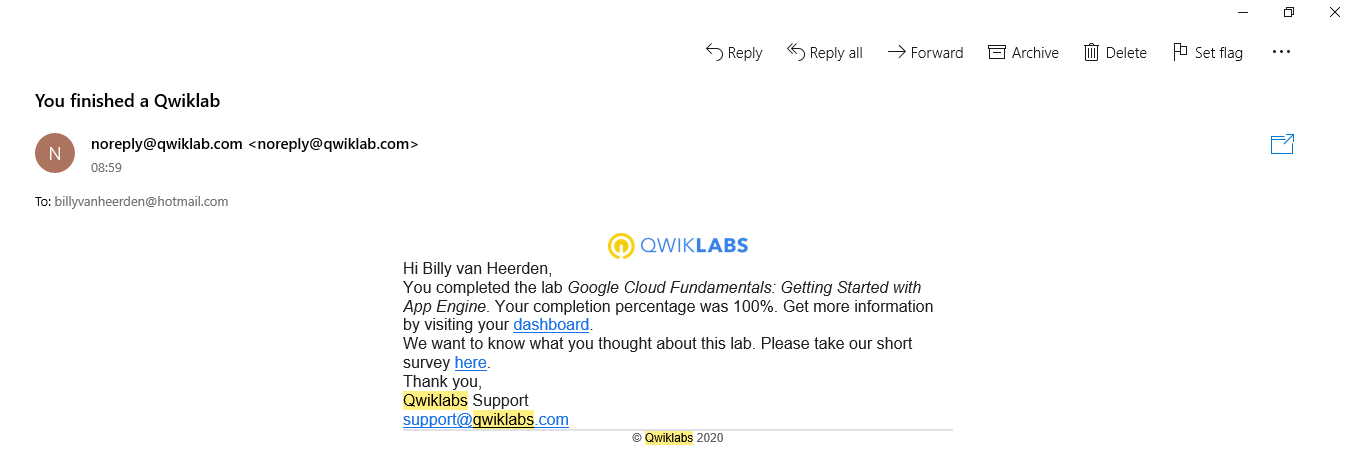 Reply
Reply all
Forward
Archive
Delete
Set flag
You finished a Qwiklab
N
noreply@qwiklab.com <noreply@qwiklab.com>
08:59
To: billyvanheerden@hotmail.com
QWIKLABS
Hi Billy van Heerden,
You completed the lab Google Cloud Fundamentals: Getting Started with
App Engine. Your completion percentage was 100%. Get more information
by visiting your dashboard.
We want to know what you thought about this lab. Please take our short
survey here.
Thank you,
Qwiklabs Support
support@qwiklabs.com
© Qwiklabs 2020